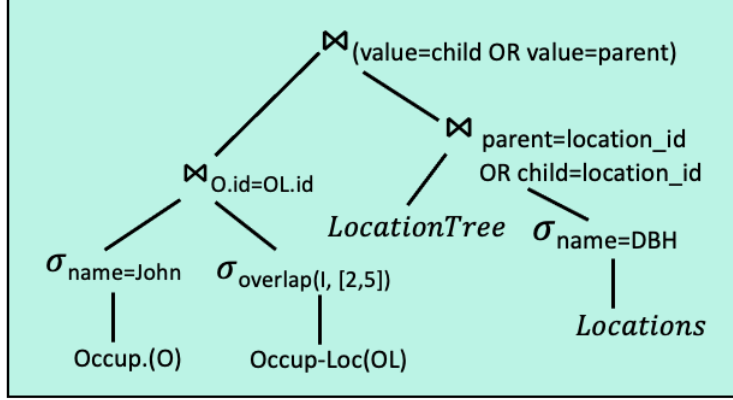 ⋈(value=child OR value=parent)
⋈ parent=location_id
OR child=location_id
⋈O.id=OL.id
LocationTree
σname=DBH
σname=John
σoverlap(I, [2,5])
Locations
Occup.(O)
Occup-Loc(OL)